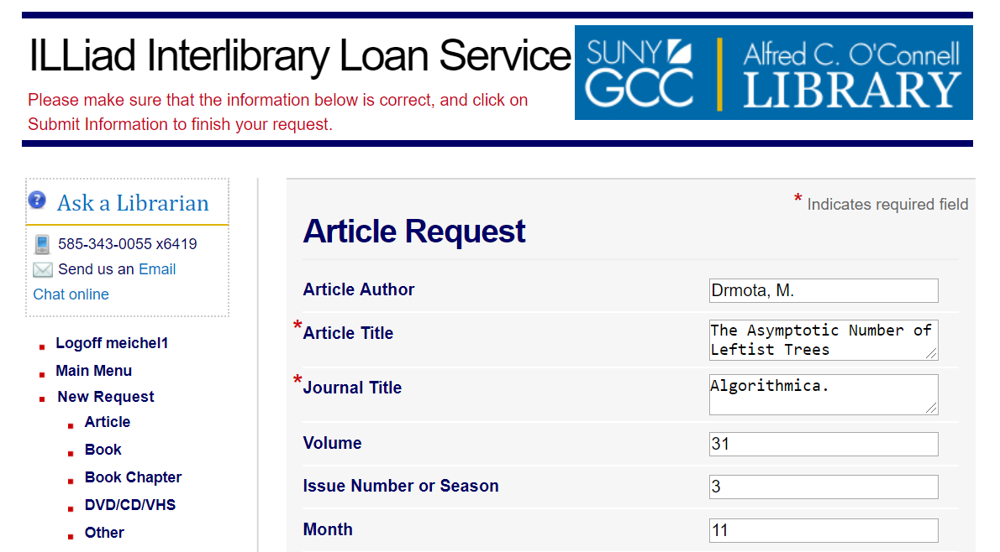 ILLiad Interlibrary Loan Service
Please make sure that the information below is correct, and click on
Submit Information to finish your request.
SUNY
GCC
Alfred C. O'Connell
LIBRARY
? Ask a Librarian
585-343-0055 x6419
Send us an Email
Chat online
Logoff meichel1
Main Menu
New Request
Article
Book
Book Chapter
DVD/CD/VHS
Other
* Indicates required field
Article Request
Article Author
Drmota, M.
*Article Title
The Asymptotic Number of
Leftist Trees
*Journal Title
Algorithmica.
Volume
31
Issue Number or Season
3
Month
11